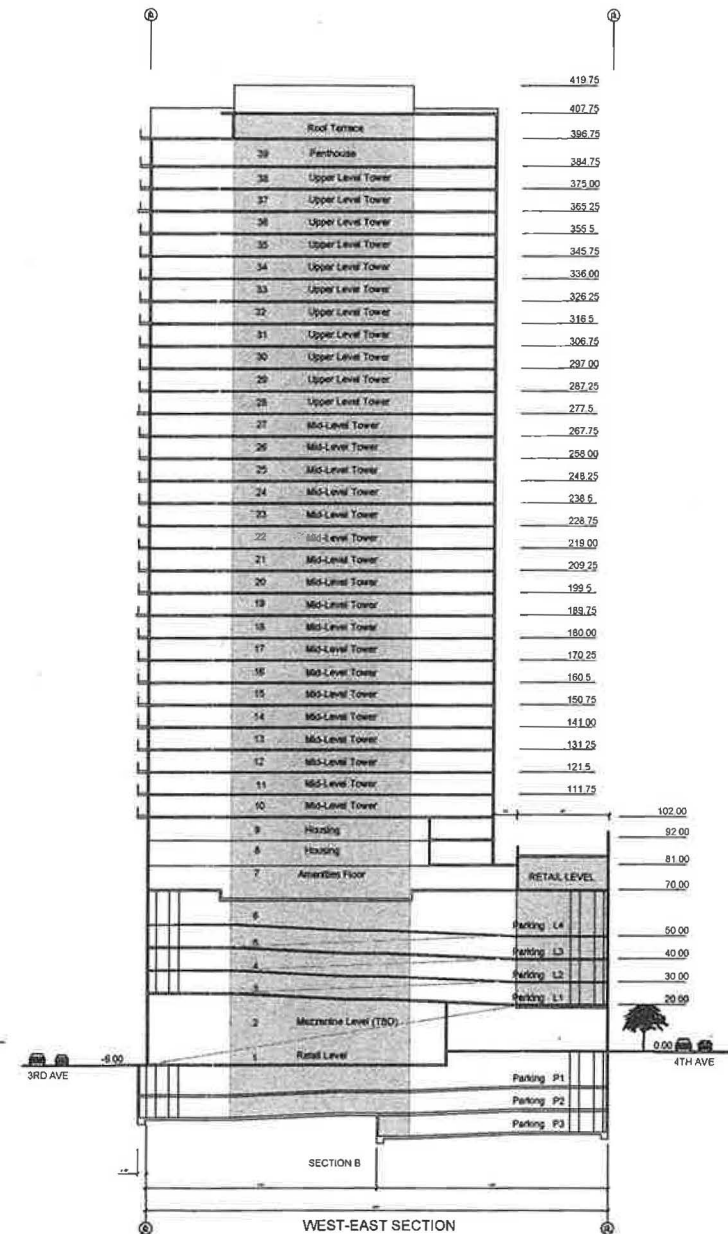 419.75
407.75
Roof Terrace
396.75
39 Penthouse
384.75
38 Upper Level Tower
375.00
37 Upper Level Tower
365.25
36 Upper Level Tower
355.5
35 Upper Level Tower
345.75
34 Upper Level Tower
336.00
33 Upper Level Tower
326.25
32 Upper Level Tower
316.5
31 Upper Level Tower
306.75
30 Upper Level Tower
297.00
29 Upper Level Tower
287.25
28 Upper Level Tower
277.5
27 Mid-Level Tower
267.75
26 Mid-Level Tower
258.00
25 Mid-Level Tower
248.25
24 Mid-Level Tower
238.5
23 Mid-Level Tower
228.75
22 Mid-Level Tower
219.00
21 Mid-Level Tower
209.25
20 Mid-Level Tower
199.5
19 Mid-Level Tower
189.75
18 Mid-Level Tower
180.00
17 Mid-Level Tower
170.25
16 Mid-Level Tower
160.5
15 Mid-Level Tower
150.75
14 Mid-Level Tower
141.00
13 Mid-Level Tower
131.25
12 Mid-Level Tower
121.5
11 Mid-Level Tower
111.75
10 Mid-Level Tower
102.00
9 Housing
92.00
8 Housing
81.00
7 Amenities Floor
RETAIL LEVEL
70.00
6
Parking L4
50.00
5
Parking L3
40.00
4
Parking L2
30.00
3
Parking L1
20.00
2 Mezzanine Level (TBD)
1 Retail Level
0.00
-6.00
3RD AVE
4TH AVE
Parking P1
Parking P2
Parking P3
SECTION B
WEST-EAST SECTION